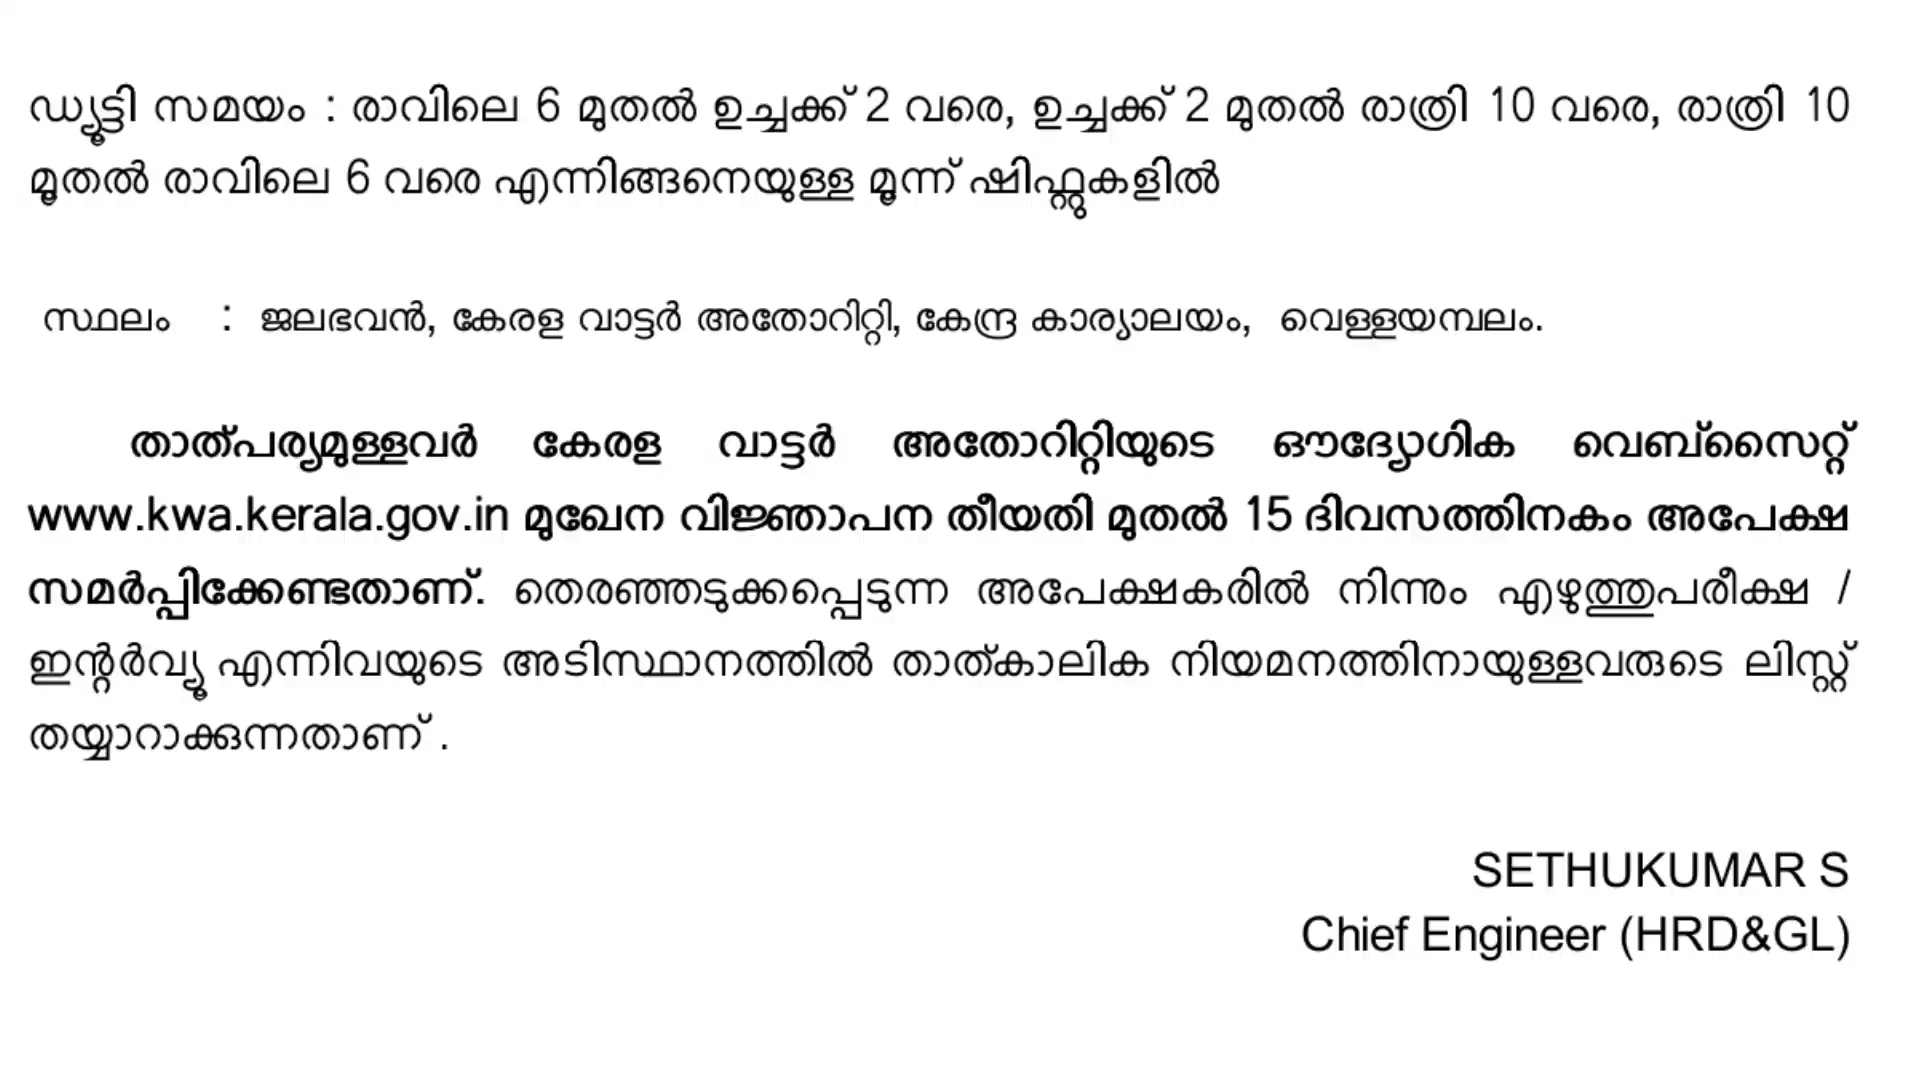 ഡ്യൂട്ടി സമയം : രാവിലെ 6 മുതൽ ഉച്ചക്ക് 2 വരെ, ഉച്ചക്ക് 2 മുതൽ രാത്രി 10 വരെ, രാത്രി 10
മൂതൽ രാവിലെ 6 വരെ എന്നിങ്ങനെയുള്ള മൂന്ന് ഷിഫ്റ്റുകളിൽ
സ്ഥലം : ജലഭവൻ, കേരള വാട്ടർ അതോറിറ്റി, കേന്ദ്ര കാര്യാലയം, വെള്ളയമ്പലം.
താത്പര്യമുള്ളവർ കേരള വാട്ടർ അതോറിറ്റിയുടെ ഔദ്യോഗിക വെബ്സൈറ്റ്
www.kwa.kerala.gov.in മുഖേന വിജ്ഞാപന തീയതി മുതൽ 15 ദിവസത്തിനകം അപേക്ഷ
സമർപ്പിക്കേണ്ടതാണ്. തെരഞ്ഞടുക്കപ്പെടുന്ന അപേക്ഷകരിൽ നിന്നും എഴുത്തുപരീക്ഷ /
ഇന്റർവ്യൂ എന്നിവയുടെ അടിസ്ഥാനത്തിൽ താത്കാലിക നിയമനത്തിനായുള്ളവരുടെ ലിസ്റ്റ്
തയ്യാറാക്കുന്നതാണ് .
SETHUKUMAR S
Chief Engineer (HRD&GL)